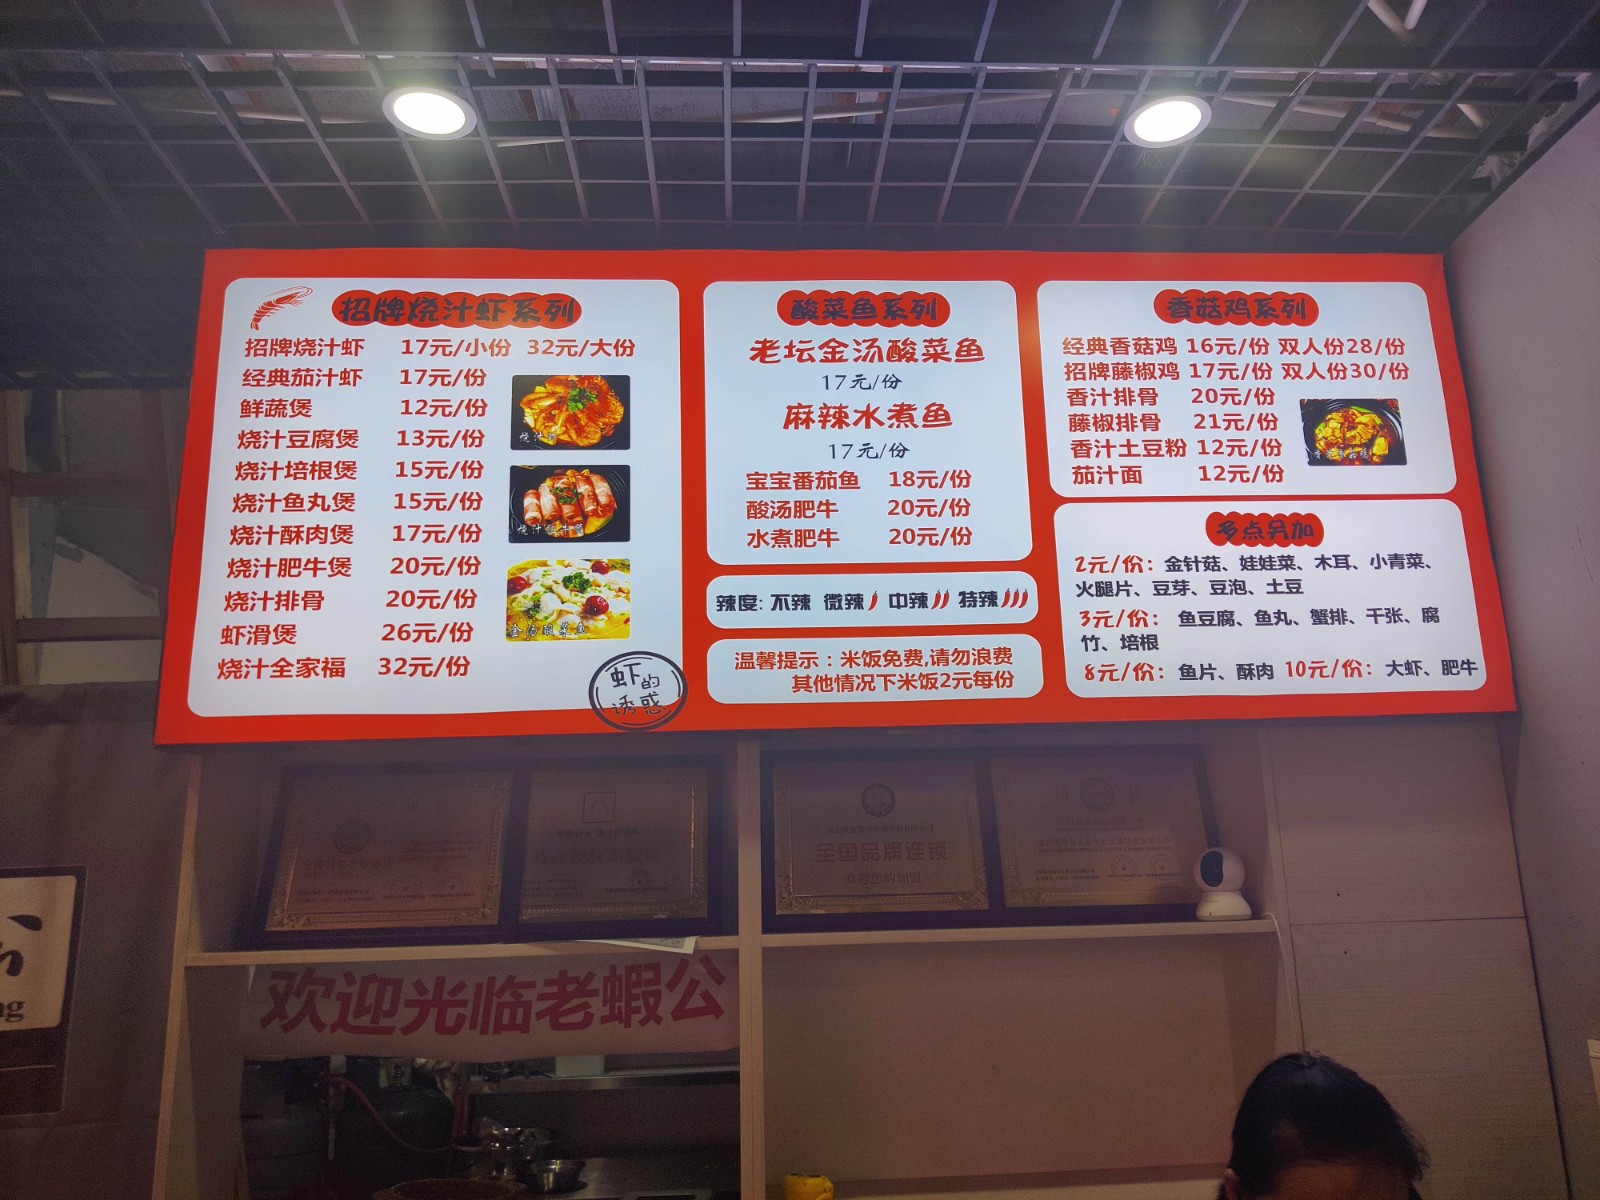 招牌烧汁虾系列
招牌烧汁虾 17元/小份 32元/大份
经典茄汁虾 17元/份
鲜蔬煲 12元/份
烧汁豆腐煲 13元/份
烧汁培根煲 15元/份
烧汁鱼丸煲 15元/份
烧汁酥肉煲 17元/份
烧汁肥牛煲 20元/份
烧汁排骨 20元/份
虾滑煲 26元/份
烧汁全家福 32元/份
金汤酸菜鱼
虾的
诱惑
酸菜鱼系列
老坛金汤酸菜鱼
17元/份
麻辣水煮鱼
17元/份
宝宝番茄鱼 18元/份
酸汤肥牛 20元/份
水煮肥牛 20元/份
辣度: 不辣 微辣 中辣 特辣
温馨提示：米饭免费,请勿浪费
其他情况下米饭2元每份
香菇鸡系列
经典香菇鸡 16元/份 双人份28/份
招牌藤椒鸡 17元/份 双人份30/份
香汁排骨 20元/份
藤椒排骨 21元/份
香汁土豆粉 12元/份
茄汁面 12元/份
多点另加
2元/份：金针菇、娃娃菜、木耳、小青菜、
火腿片、豆芽、豆泡、土豆
3元/份： 鱼豆腐、鱼丸、蟹排、干张、腐
竹、培根
8元/份： 鱼片、酥肉 10元/份： 大虾、肥牛
全国品牌连锁
欢迎光临老蝦公